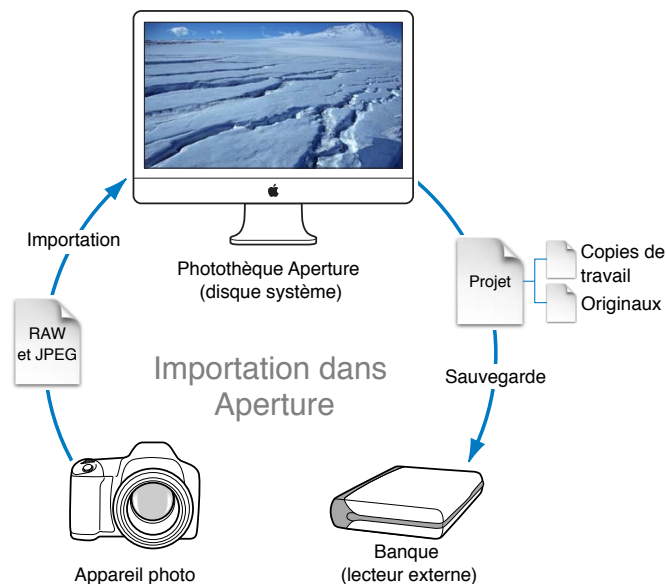 Importation
Photothèque Aperture
(disque système)
Projet
Copies de
travail
Originaux
RAW
et JPEG
Importation dans
Aperture
Sauvegarde
Appareil photo
Banque
(lecteur externe)